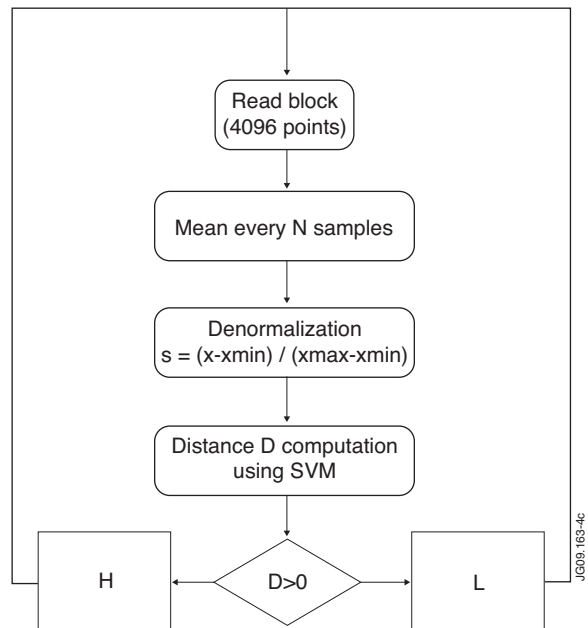 Read block
(4096 points)
Mean every N samples
Denormalization
s = (x-xmin) / (xmax-xmin)
Distance D computation
using SVM
H
D>0
L
JG09.163-4c